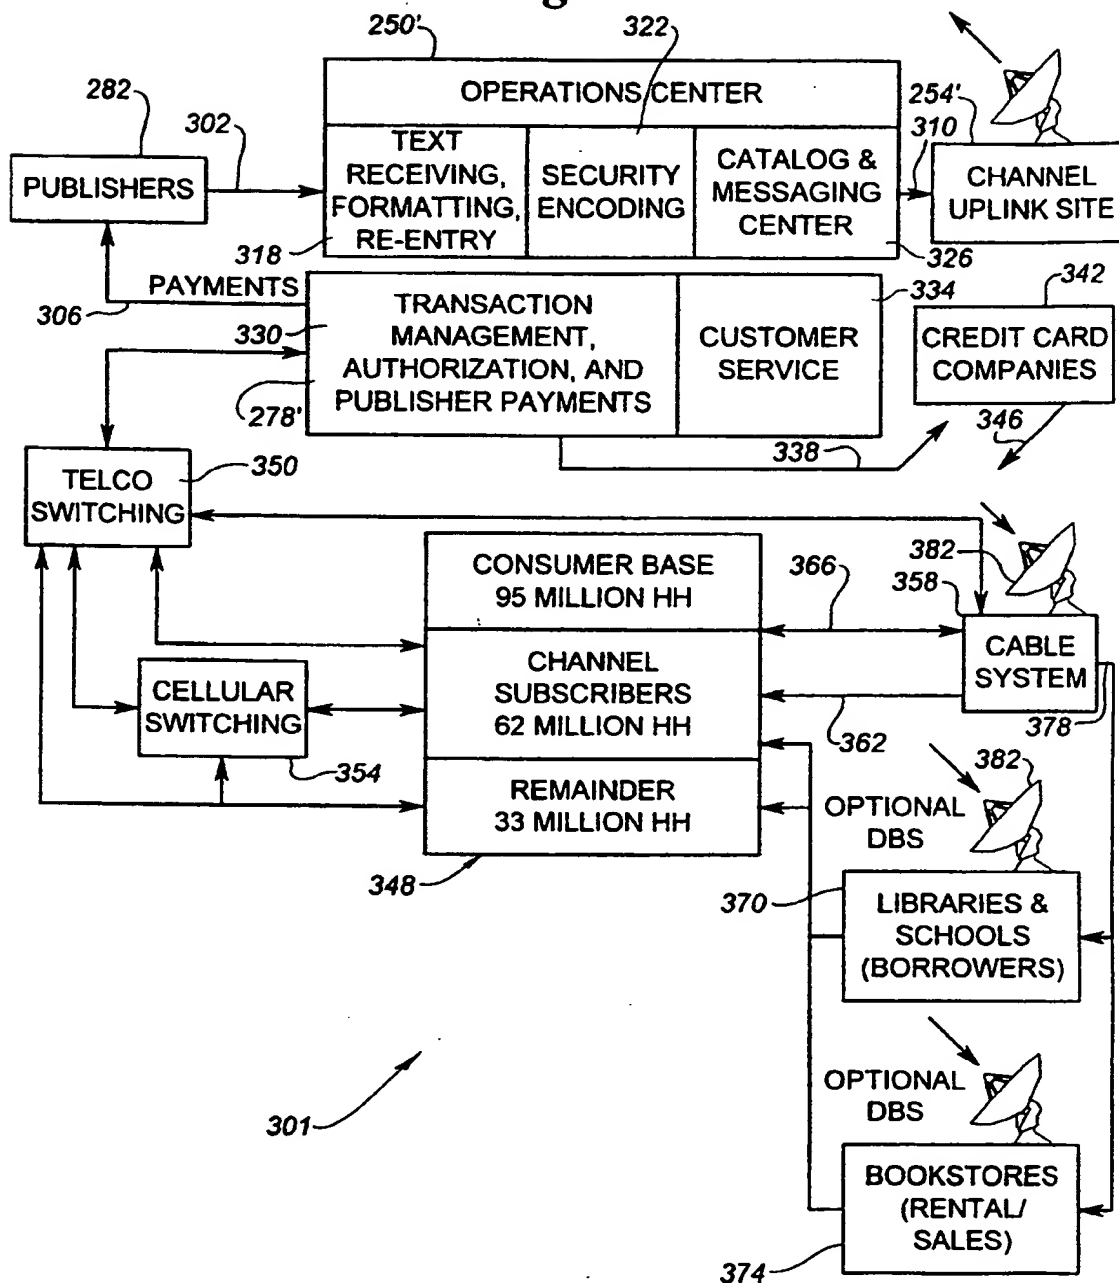 g
250'
322
OPERATIONS CENTER
254'
282
302
310
PUBLISHERS
TEXT
RECEIVING,
FORMATTING,
RE-ENTRY
318
SECURITY
ENCODING
CATALOG &
MESSAGING
CENTER
326
CHANNEL
UPLINK SITE
PAYMENTS
306
330
TRANSACTION
MANAGEMENT,
AUTHORIZATION, AND
PUBLISHER PAYMENTS
278'
334
CUSTOMER
SERVICE
342
CREDIT CARD
COMPANIES
346
338
TELCO
SWITCHING
350
CONSUMER BASE
95 MILLION HH
366
382
358
CABLE
SYSTEM
378
CHANNEL
SUBSCRIBERS
62 MILLION HH
362
CELLULAR
SWITCHING
354
REMAINDER
33 MILLION HH
348
382
OPTIONAL
DBS
370
LIBRARIES &
SCHOOLS
(BORROWERS)
OPTIONAL
DBS
301
BOOKSTORES
(RENTAL/
SALES)
374